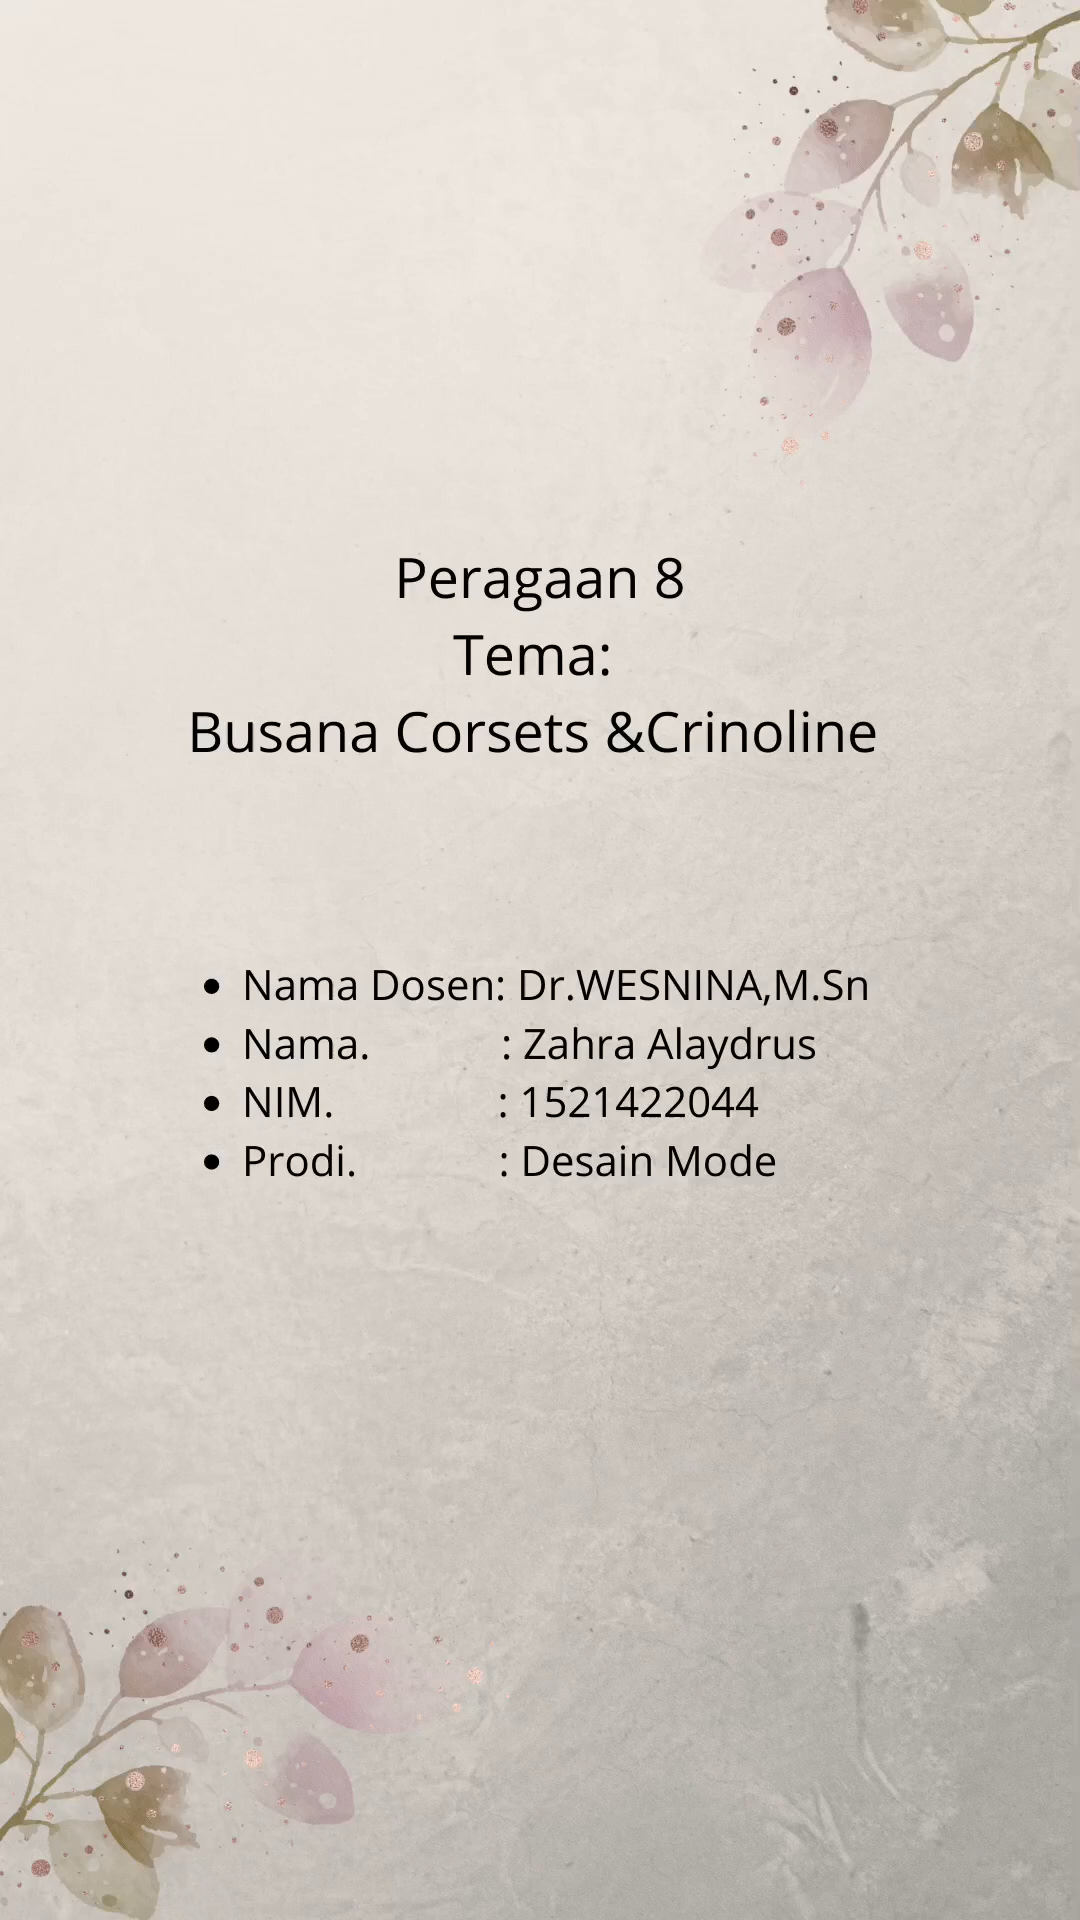 Peragaan 8
Tema:
Busana Corsets &Crinoline
• Nama Dosen: Dr.WESNINA,M.Sn
• Nama. : Zahra Alaydrus
• NIM. : 1521422044
• Prodi. : Desain Mode